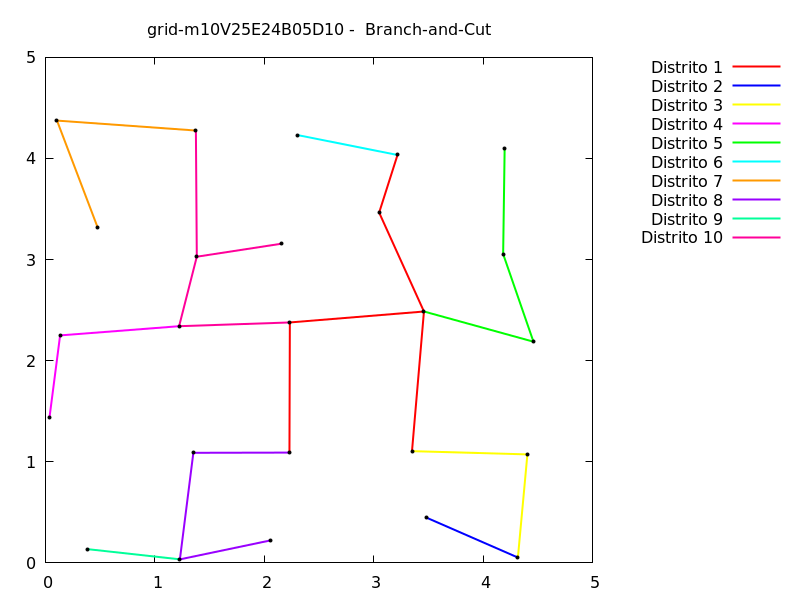 grid-m10V25E24B05D10 -  Branch-and-Cut
Distrito 1
Distrito 2
Distrito 3
Distrito 4
Distrito 5
Distrito 6
Distrito 7
Distrito 8
Distrito 9
Distrito 10
5
4
3
2
1
0
0 1 2 3 4 5